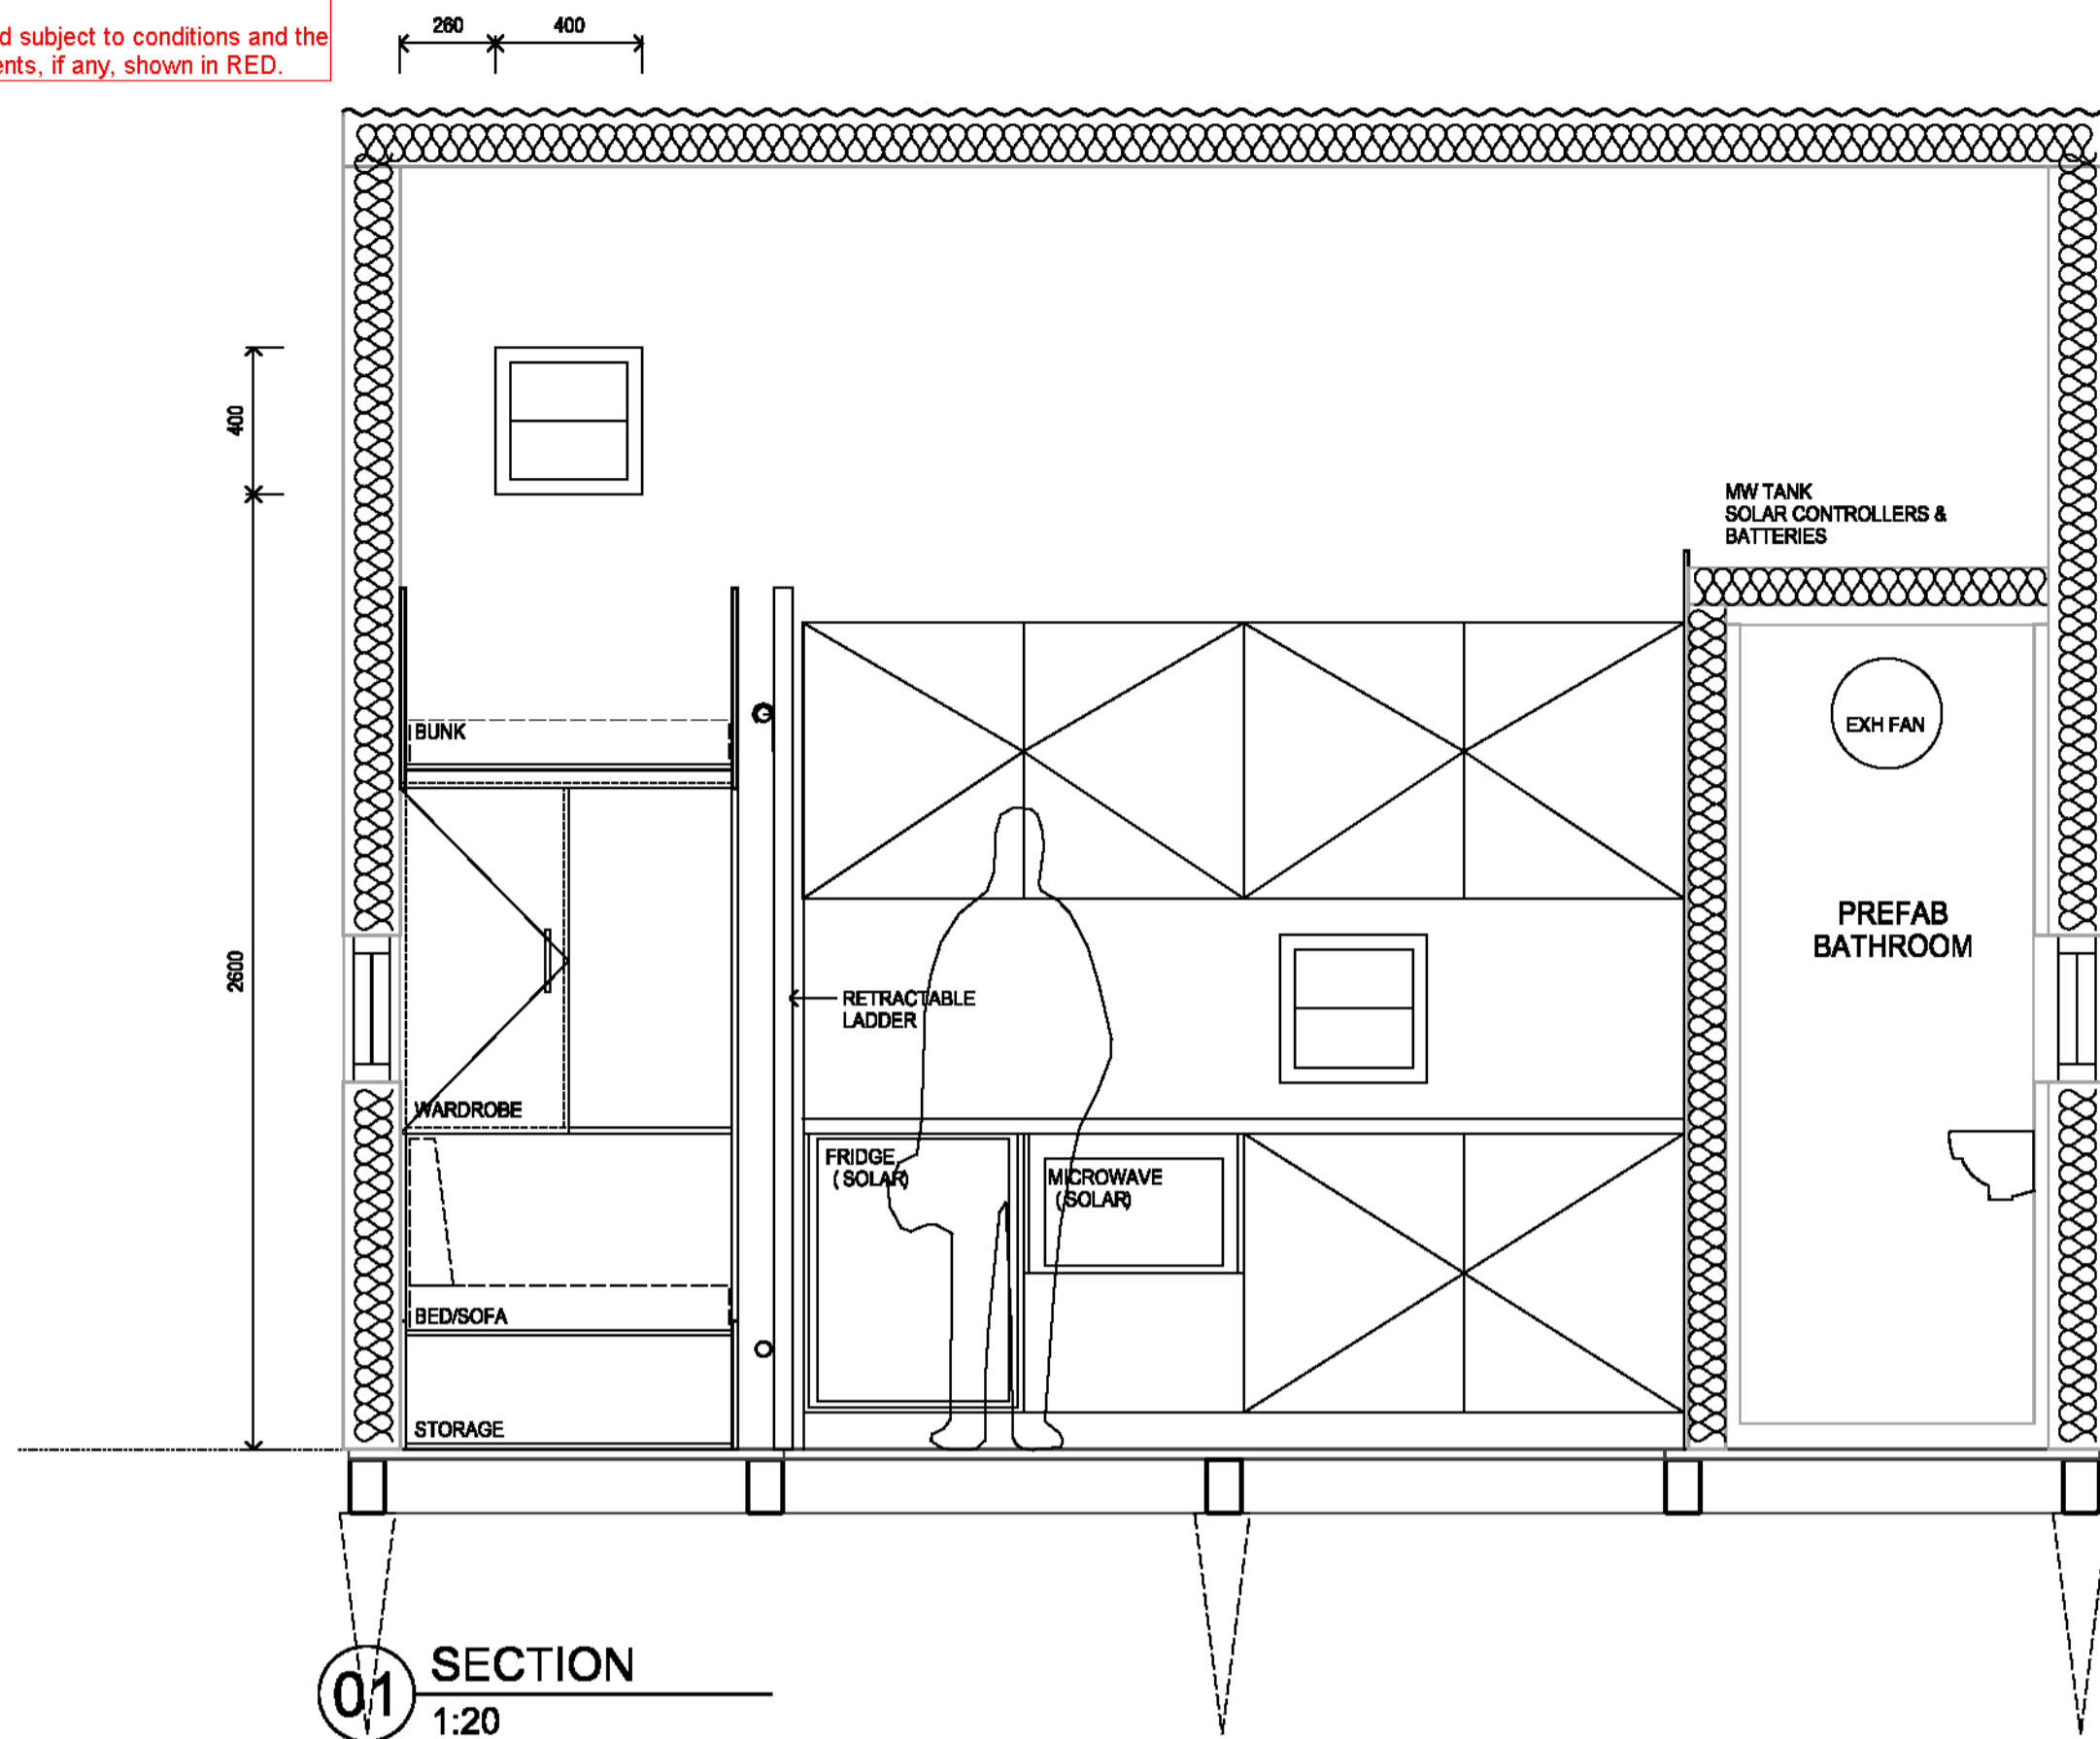 d subject to conditions and the
ents, if any, shown in RED.
260
400
400
2600
MW TANK
SOLAR CONTROLLERS &
BATTERIES
BUNK
EXH FAN
PREFAB
BATHROOM
RETRACTABLE
LADDER
WARDROBE
FRIDGE
(SOLAR)
MICROWAVE
(SOLAR)
BED/SOFA
STORAGE
01
SECTION
1:20